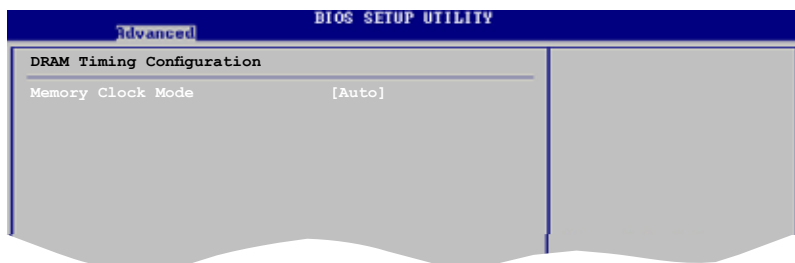 BIOS SETUP UTILITY
Advanced
DRAM Timing Configuration
Memory Clock Mode [Auto]